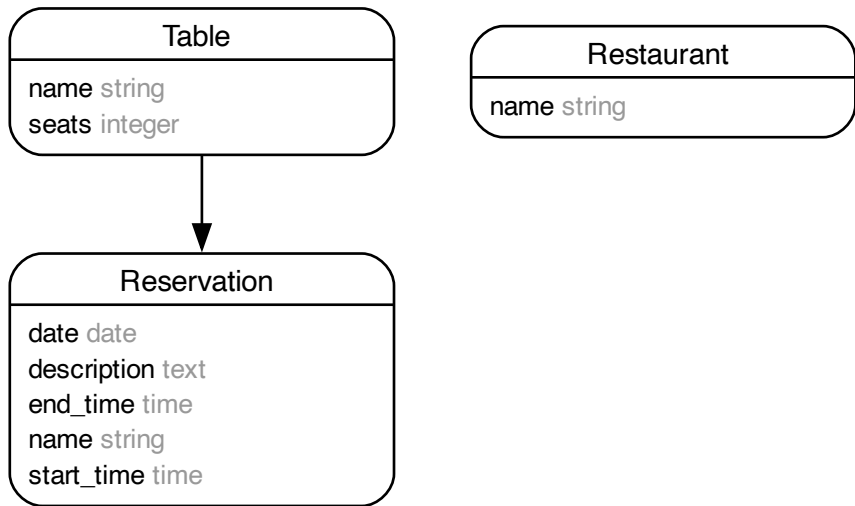 Table
name string
seats integer
Restaurant
name string
Reservation
date date
description text
end_time time
name string
start_time time